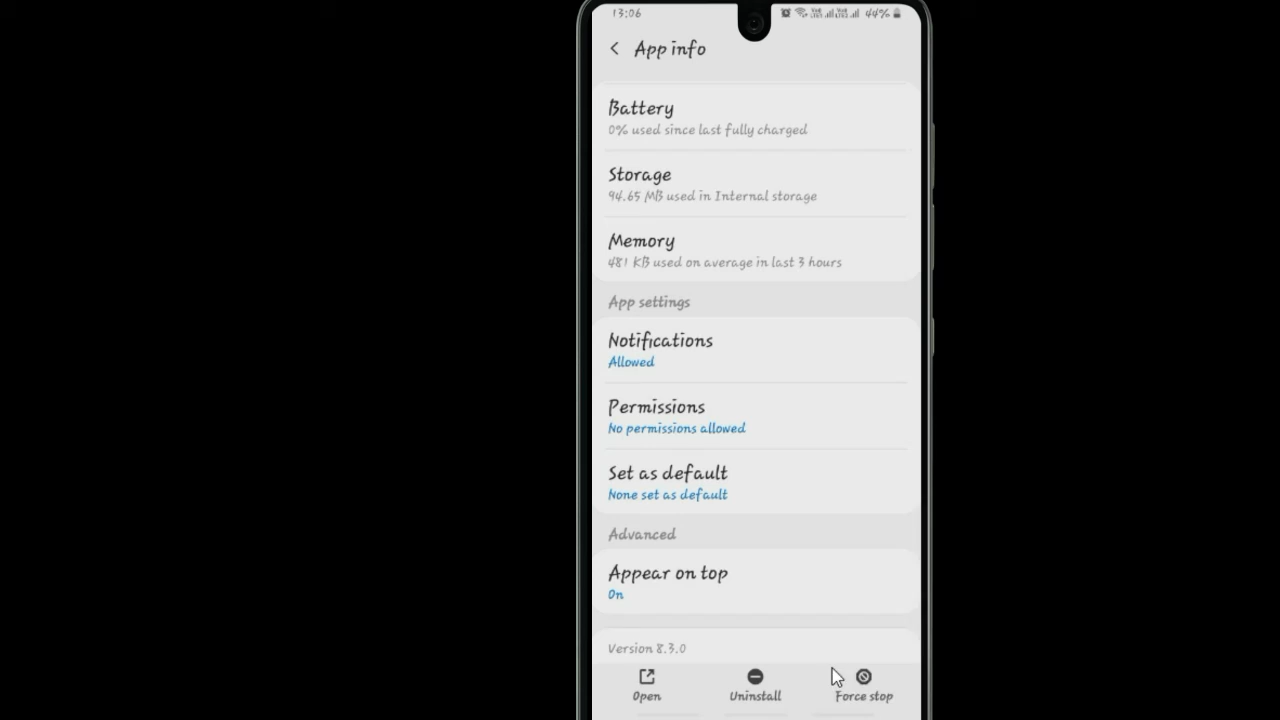 13:06 44%
App info
Battery
0% used since last fully charged
Storage
94.65 MB used in Internal storage
Memory
481 KB used on average in last 3 hours
App settings
Notifications
Allowed
Permissions
No permissions allowed
Set as default
None set as default
Advanced
Appear on top
On
Version 8.3.0
Open Uninstall Force stop